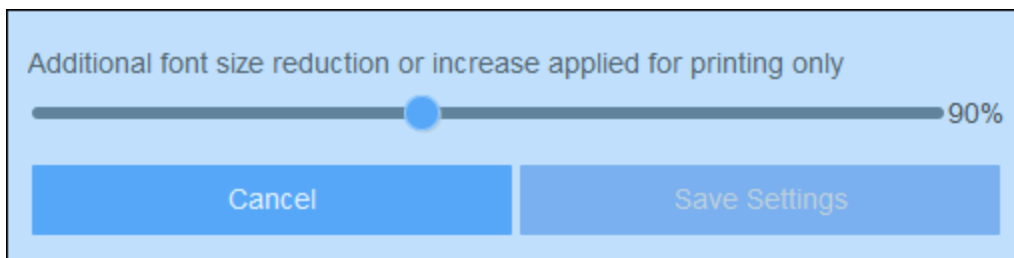 Additional font size reduction or increase applied for printing only
90%
Cancel
Save Settings